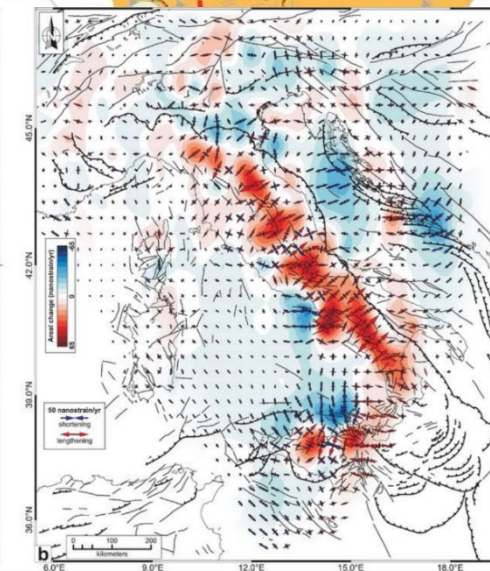 45.0°N
42.0°N
39.0°N
36.0°N
Areal change (nanostrain/yr)
-65
0
65
50 nanostrain/yr
shortening
lengthening
b
0 100 200
kilometers
6.0°E 9.0°E 12.0°E 15.0°E 18.0°E